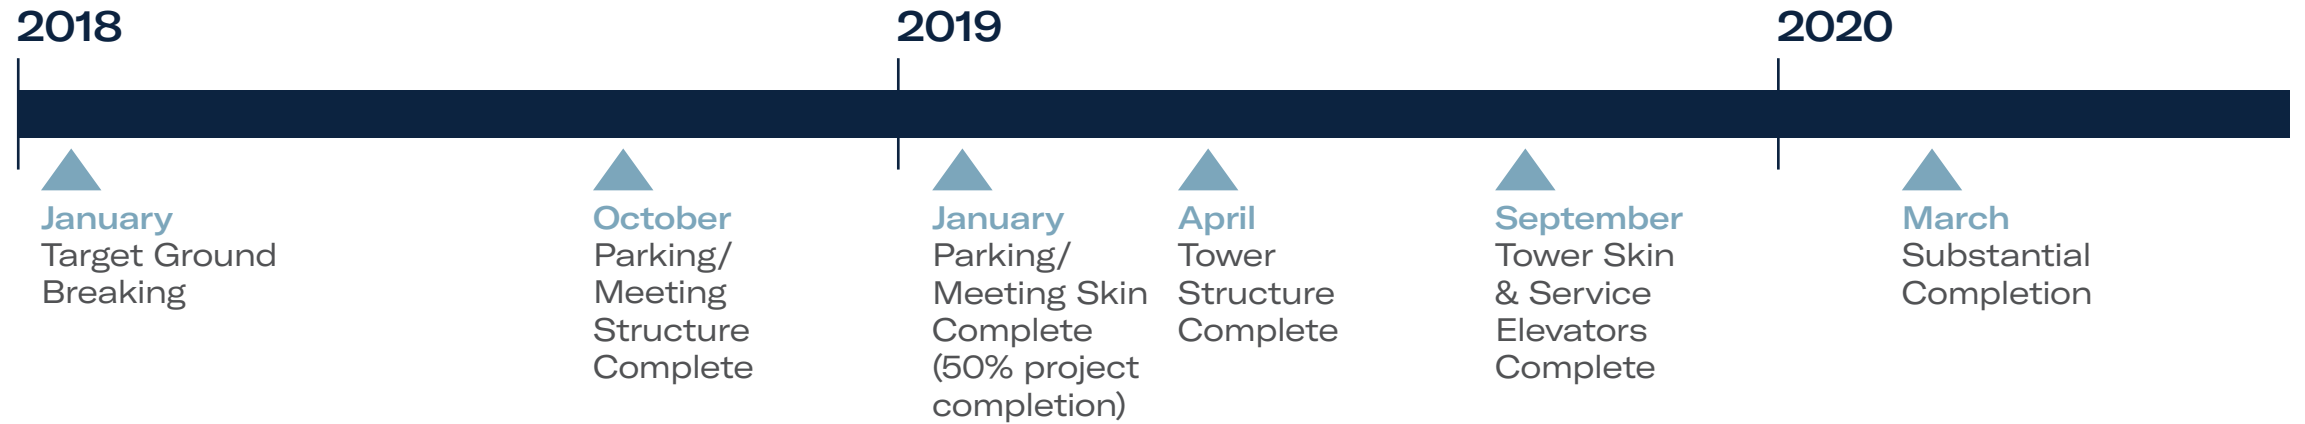 2018
2019
2020
January
Target Ground
Breaking
October
Parking/
Meeting
Structure
Complete
January
Parking/
Meeting Skin
Complete
(50% project
completion)
April
Tower
Structure
Complete
September
Tower Skin
& Service
Elevators
Complete
March
Substantial
Completion